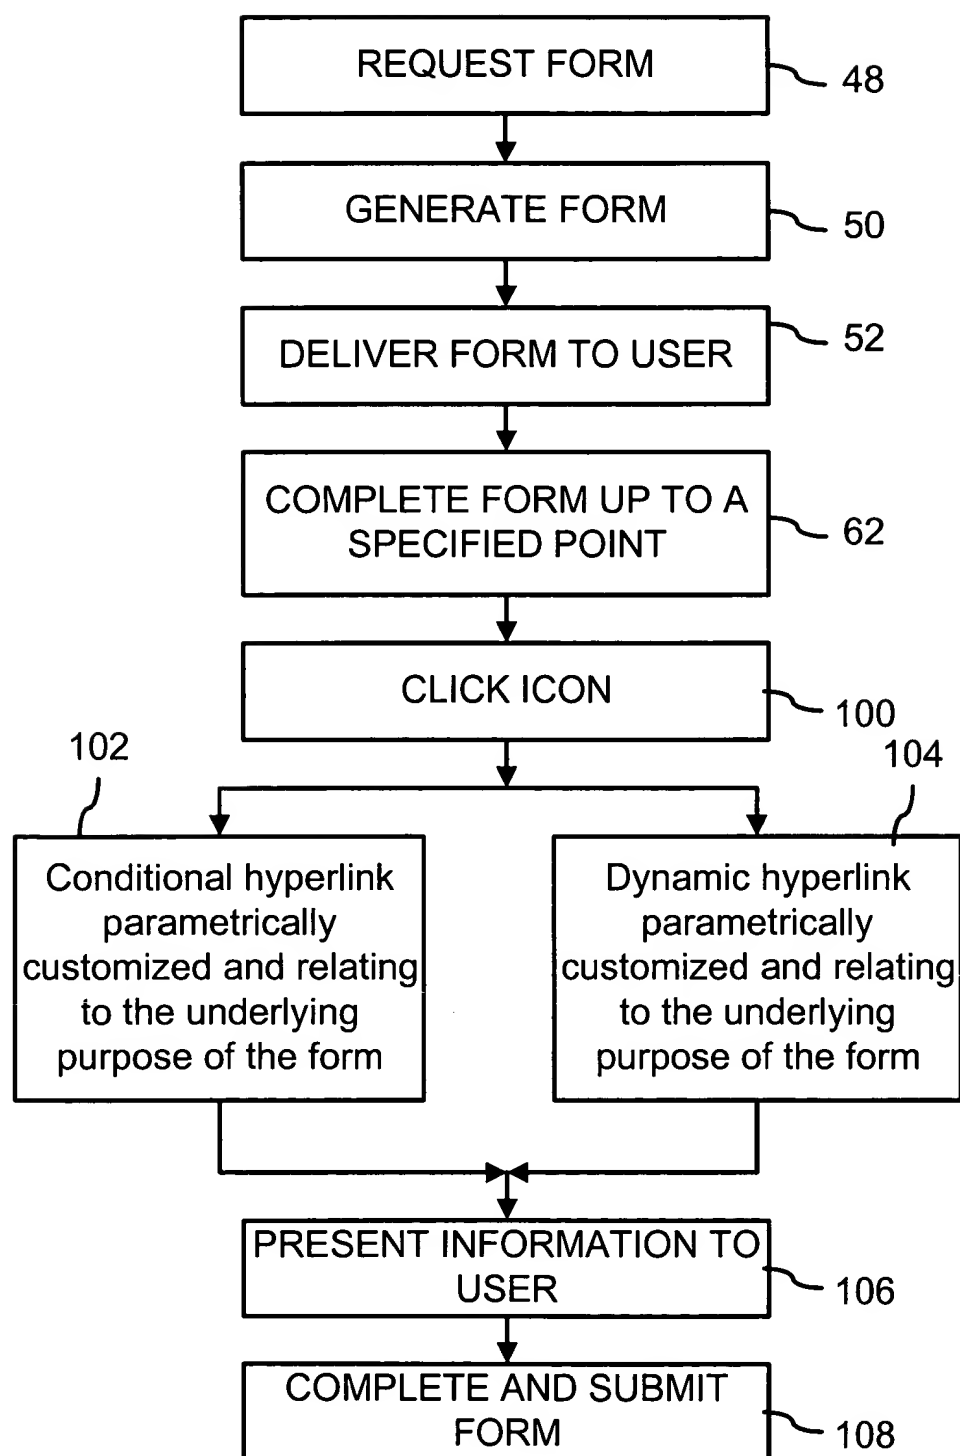 REQUEST FORM
48
GENERATE FORM
50
DELIVER FORM TO USER
52
COMPLETE FORM UP TO A
SPECIFIED POINT
62
CLICK ICON
100
102
104
Conditional hyperlink
parametrically
customized and relating
to the underlying
purpose of the form
Dynamic hyperlink
parametrically
customized and relating
to the underlying
purpose of the form
PRESENT INFORMATION TO
USER
106
COMPLETE AND SUBMIT
FORM
108